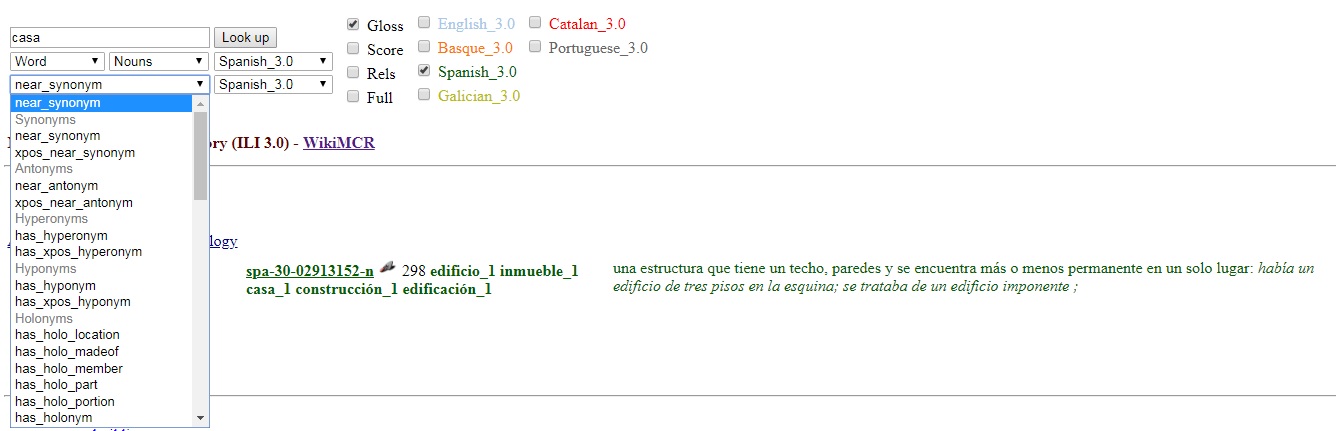 casa Look up
Word Nouns Spanish_3.0
near_synonym Spanish_3.0
Gloss English_3.0 Catalan_3.0
Score Basque_3.0 Portuguese_3.0
Rels Spanish_3.0
Full Galician_3.0
near_synonym
Synonyms
near_synonym
xpos_near_synonym
Antonyms
near_antonym
xpos_near_antonym
Hyperonyms
has_hyperonym
has_xpos_hyperonym
Hyponyms
has_hyponym
has_xpos_hyponym
Holonyms
has_holo_location
has_holo_madeof
has_holo_member
has_holo_part
has_holo_portion
has_holonym
ory (ILI 3.0) - WikiMCR
logy
spa-30-02913152-n 298 edificio_1 inmueble_1
casa_1 construcción_1 edificación_1
una estructura que tiene un techo, paredes y se encuentra más o menos permanente en un solo lugar: había un
edificio de tres pisos en la esquina; se trataba de un edificio imponente ;